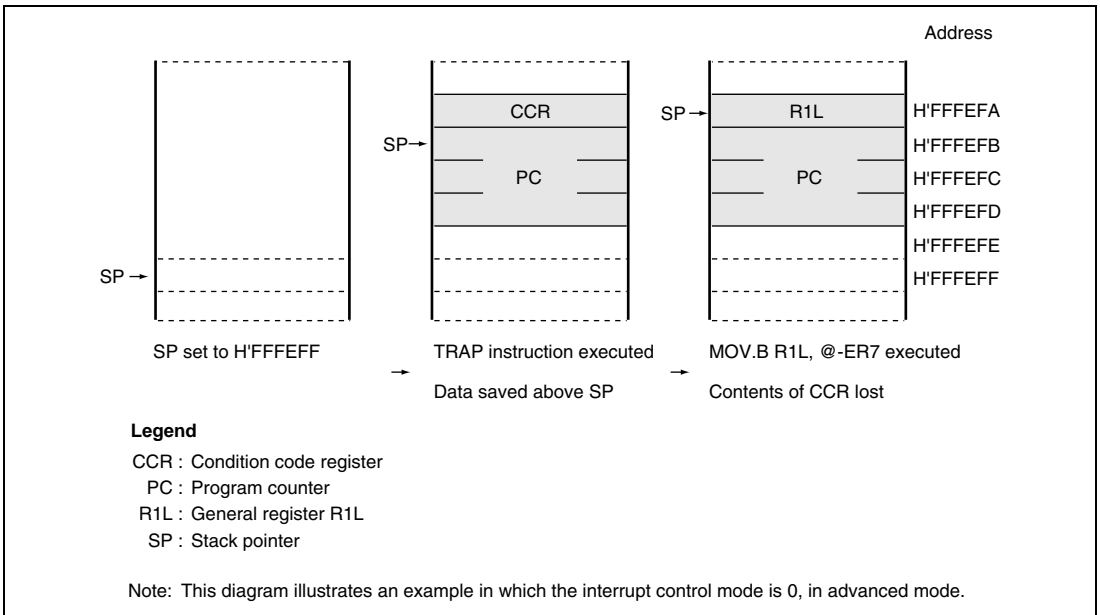 Address
CCR
R1L
H'FFFEFA
SP
SP
H'FFFEFB
PC
PC
H'FFFEFC
H'FFFEFD
H'FFFEFE
SP
H'FFFEFF
SP set to H'FFFEFF
TRAP instruction executed
MOV.B R1L, @-ER7 executed
Data saved above SP
Contents of CCR lost
Legend
CCR : Condition code register
PC : Program counter
R1L : General register R1L
SP : Stack pointer
Note: This diagram illustrates an example in which the interrupt control mode is 0, in advanced mode.